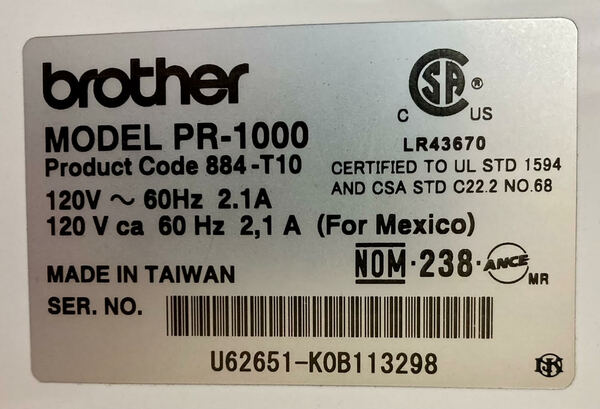 brother
MODEL PR-1000
Product Code 884-T10
120V ~ 60Hz 2.1A
120 V ca 60 Hz 2,1 A (For Mexico)
MADE IN TAIWAN
SER. NO.
U62651-K0B113298
CSA ®
C US
LR43670
CERTIFIED TO UL STD 1594
AND CSA STD C22.2 NO.68
NOM·238·ANCE MR